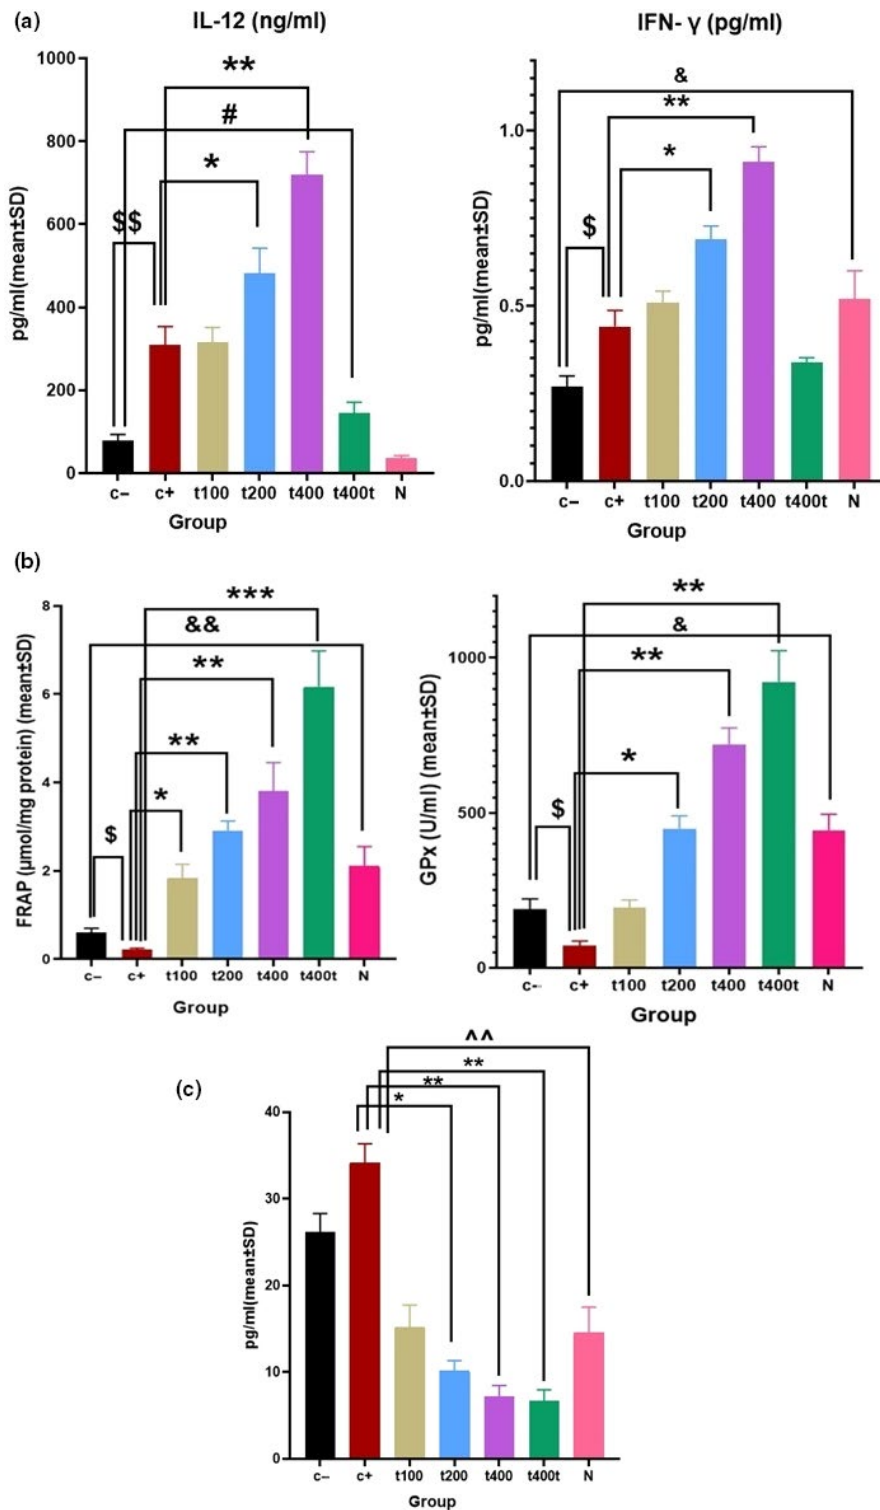 (a)
IL-12 (ng/ml)
pg/ml(mean±SD)
1000
800
600
400
200
0
**
#
*
$$
c– c+ t100 t200 t400 t400t N
Group
IFN- γ (pg/ml)
pg/ml(mean±SD)
1.0
0.5
0.0
&
**
*
$
c– c+ t100 t200 t400 t400t N
Group
(b)
FRAP (µmol/mg protein) (mean±SD)
8
6
4
2
0
***
&&
**
**
*
$
c– c+ t100 t200 t400 t400t N
Group
GPx (U/ml) (mean±SD)
1000
500
0
**
&
**
*
$
c-- c+ t100 t200 t400 t400t N
Group
(c)
pg/ml(mean±SD)
40
30
20
10
0
^^
**
**
*
c– c+ t100 t200 t400 t400t N
Group